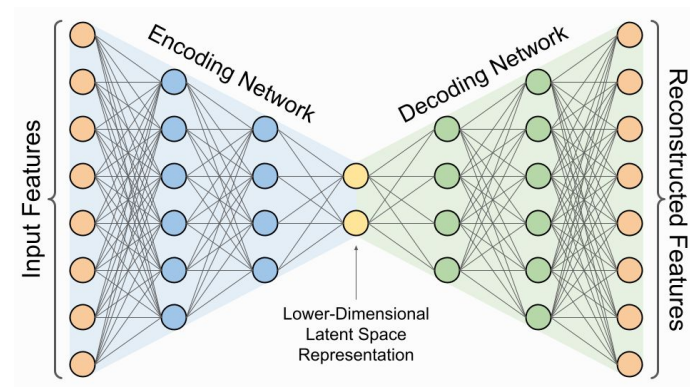 Input Features
Encoding Network
Lower-Dimensional
Latent Space
Representation
Decoding Network
Reconstructed Features